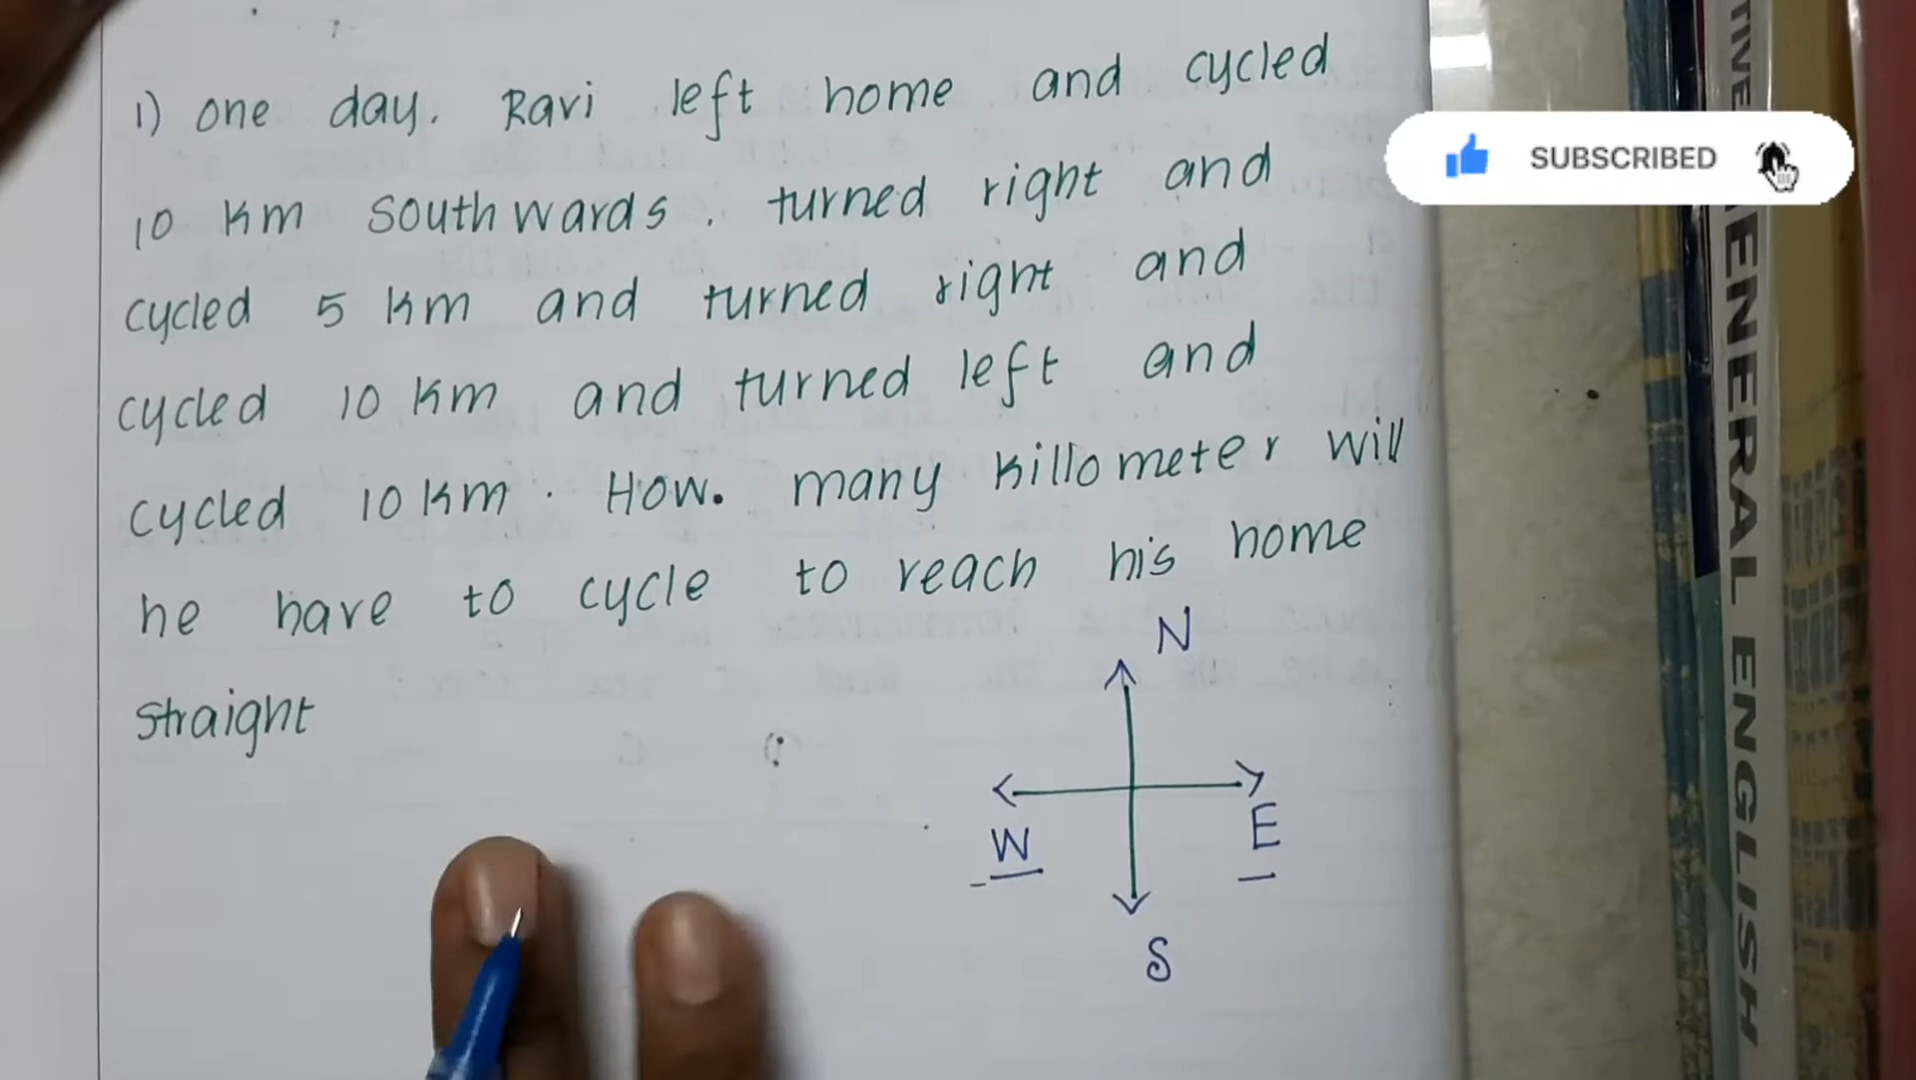 1) one day. Ravi left home and cycled
10 km southwards. turned right and
cycled 5 km and turned right and
cycled 10 km and turned left and
cycled 10 km. How. many killometer will
he have to cycle to reach his home
straight
SUBSCRIBED
N
W
E
S
ENERAL ENGLISH